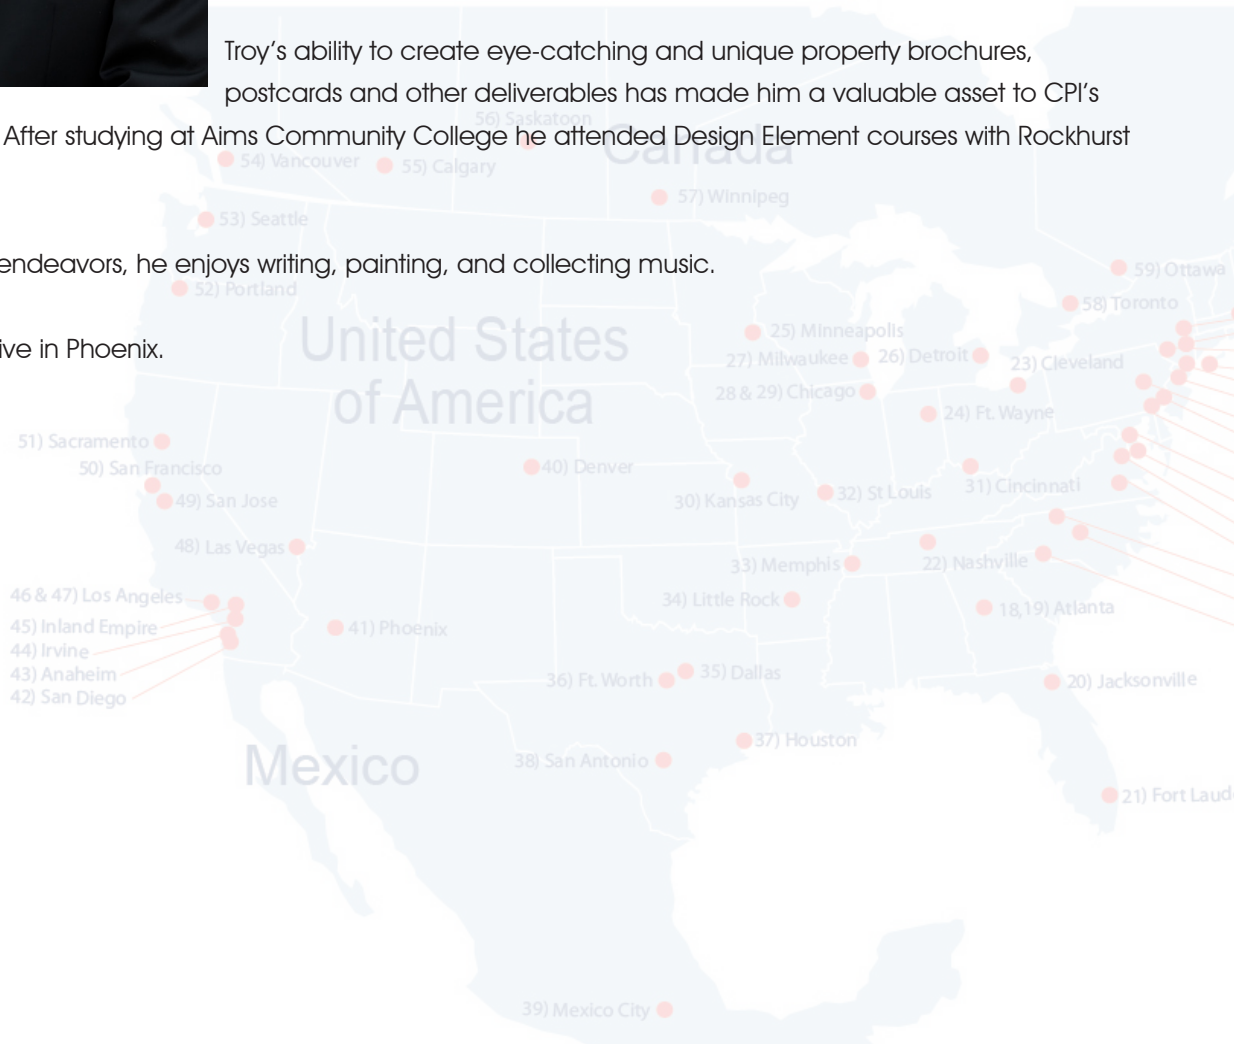 Troy's ability to create eye-catching and unique property brochures,
postcards and other deliverables has made him a valuable asset to CPI's
After studying at Aims Community College he attended Design Element courses with Rockhurst
endeavors, he enjoys writing, painting, and collecting music.
in Phoenix.
56) Saskatoon
Canada
54) Vancouver
55) Calgary
57) Winnipeg
53) Seattle
52) Portland
59) Ottawa
58) Toronto
United States
of America
25) Minneapolis
27) Milwaukee
26) Detroit
23) Cleveland
28 & 29) Chicago
24) Ft. Wayne
51) Sacramento
50) San Francisco
49) San Jose
40) Denver
30) Kansas City
32) St Louis
31) Cincinnati
48) Las Vegas
33) Memphis
22) Nashville
46 & 47) Los Angeles
45) Inland Empire
44) Irvine
43) Anaheim
42) San Diego
41) Phoenix
34) Little Rock
18,19) Atlanta
36) Ft. Worth
35) Dallas
20) Jacksonville
37) Houston
38) San Antonio
Mexico
21) Fort
39) Mexico City